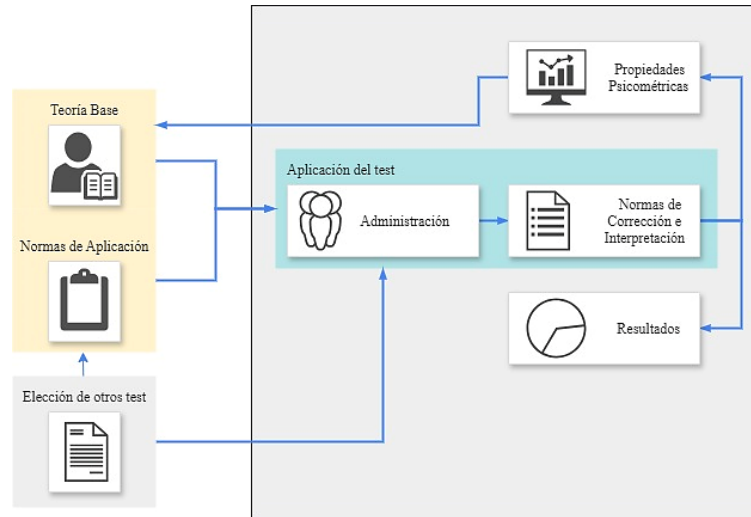 Teoría Base
Normas de Aplicación
Elección de otros test
Propiedades
Psicométricas
Aplicación del test
Administración
Normas de
Corrección e
Interpretación
Resultados